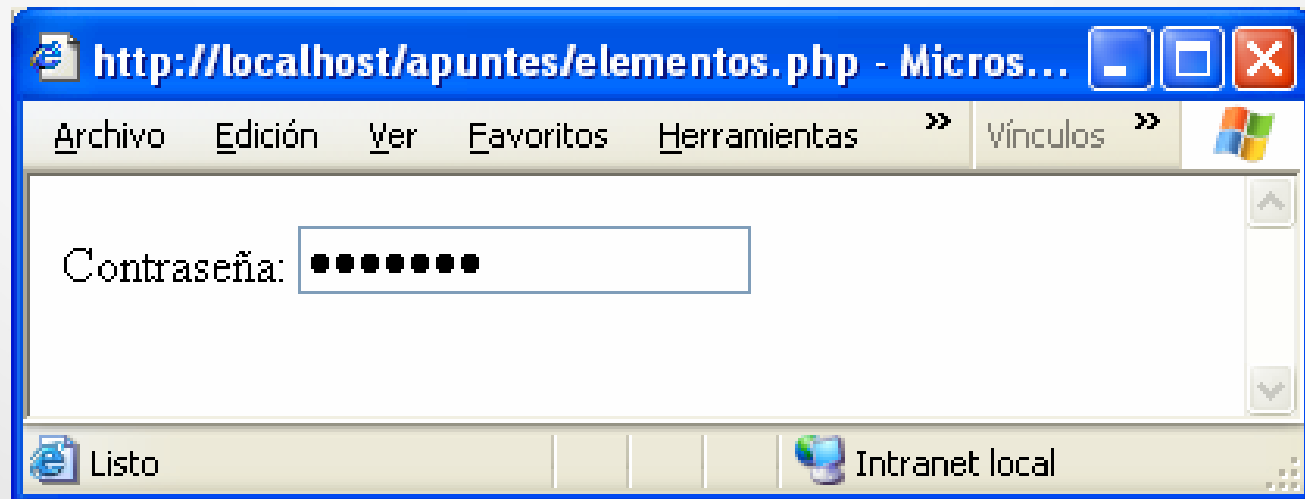 http://localhost/apuntes/elementos.php - Micros...
Archivo Edición Ver Favoritos Herramientas » Vínculos »
Contraseña: •••••••
Listo Intranet local